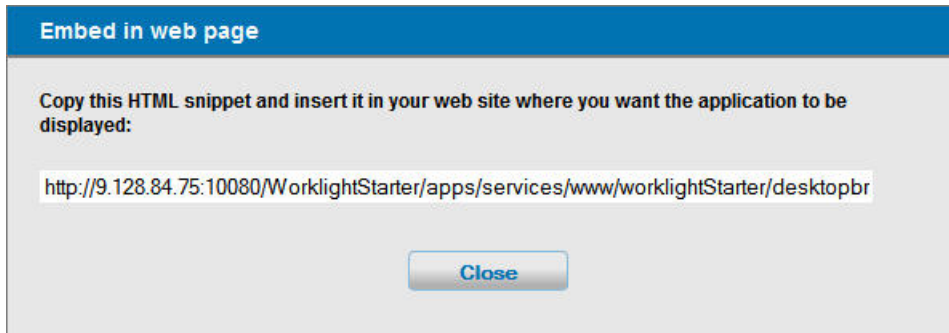 Embed in web page
Copy this HTML snippet and insert it in your web site where you want the application to be
displayed:
http://9.128.84.75:10080/WorklightStarter/apps/services/www/worklightStarter/desktopbr
Close